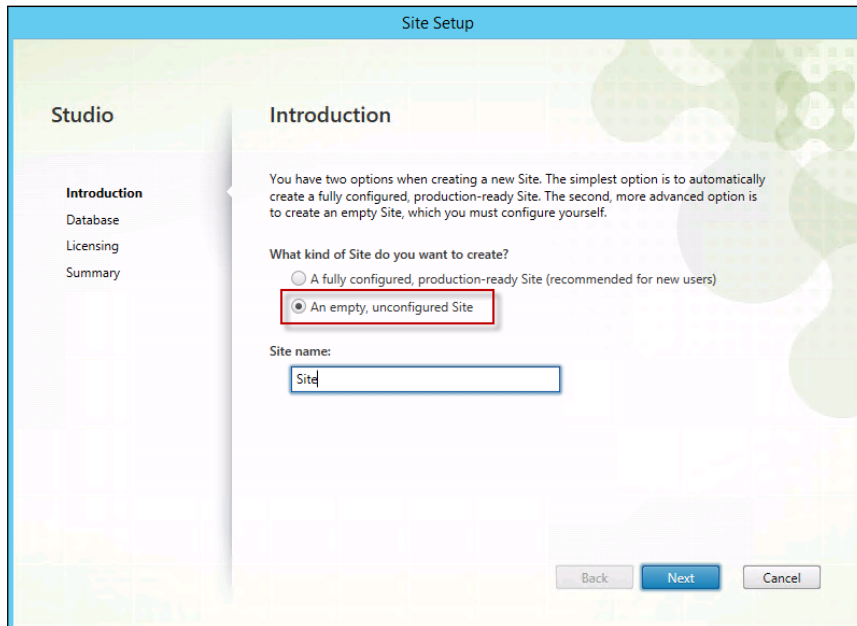 Site Setup
Studio
Introduction
Database
Licensing
Summary
Introduction
You have two options when creating a new Site. The simplest option is to automatically
create a fully configured, production-ready Site. The second, more advanced option is
to create an empty Site, which you must configure yourself.
What kind of Site do you want to create?
A fully configured, production-ready Site (recommended for new users)
An empty, unconfigured Site
Site name:
Site
Back
Next
Cancel